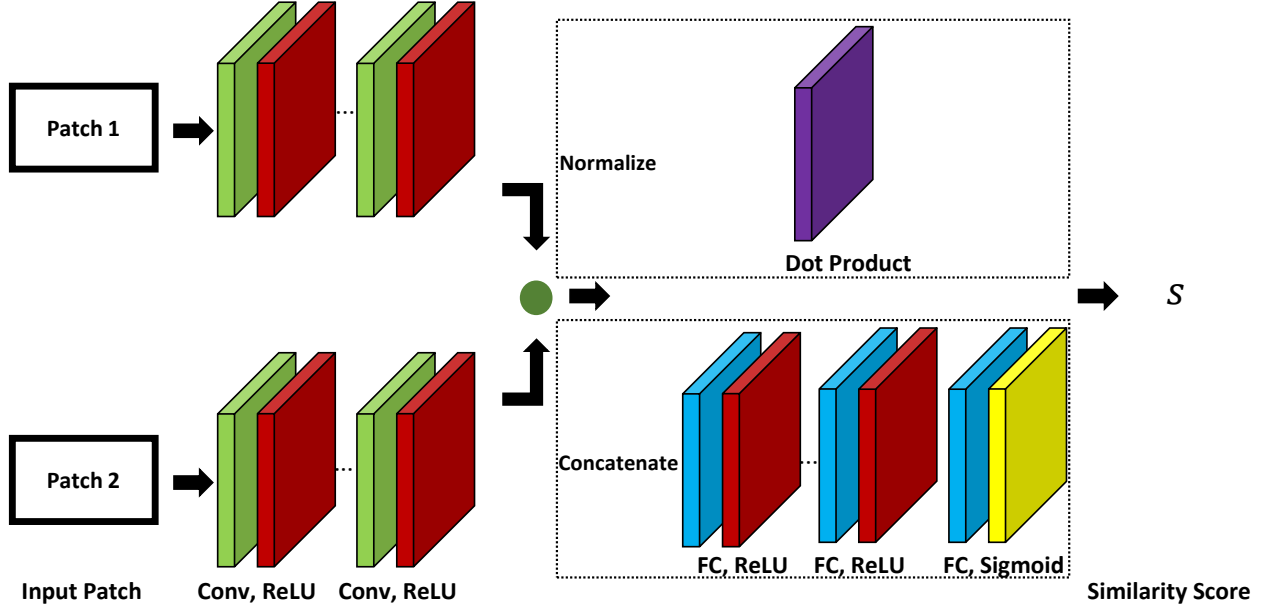 Patch 1
...
Normalize
Dot Product
S
Patch 2
...
Concatenate
...
FC, ReLU FC, ReLU FC, Sigmoid
Input Patch Conv, ReLU Conv, ReLU Similarity Score